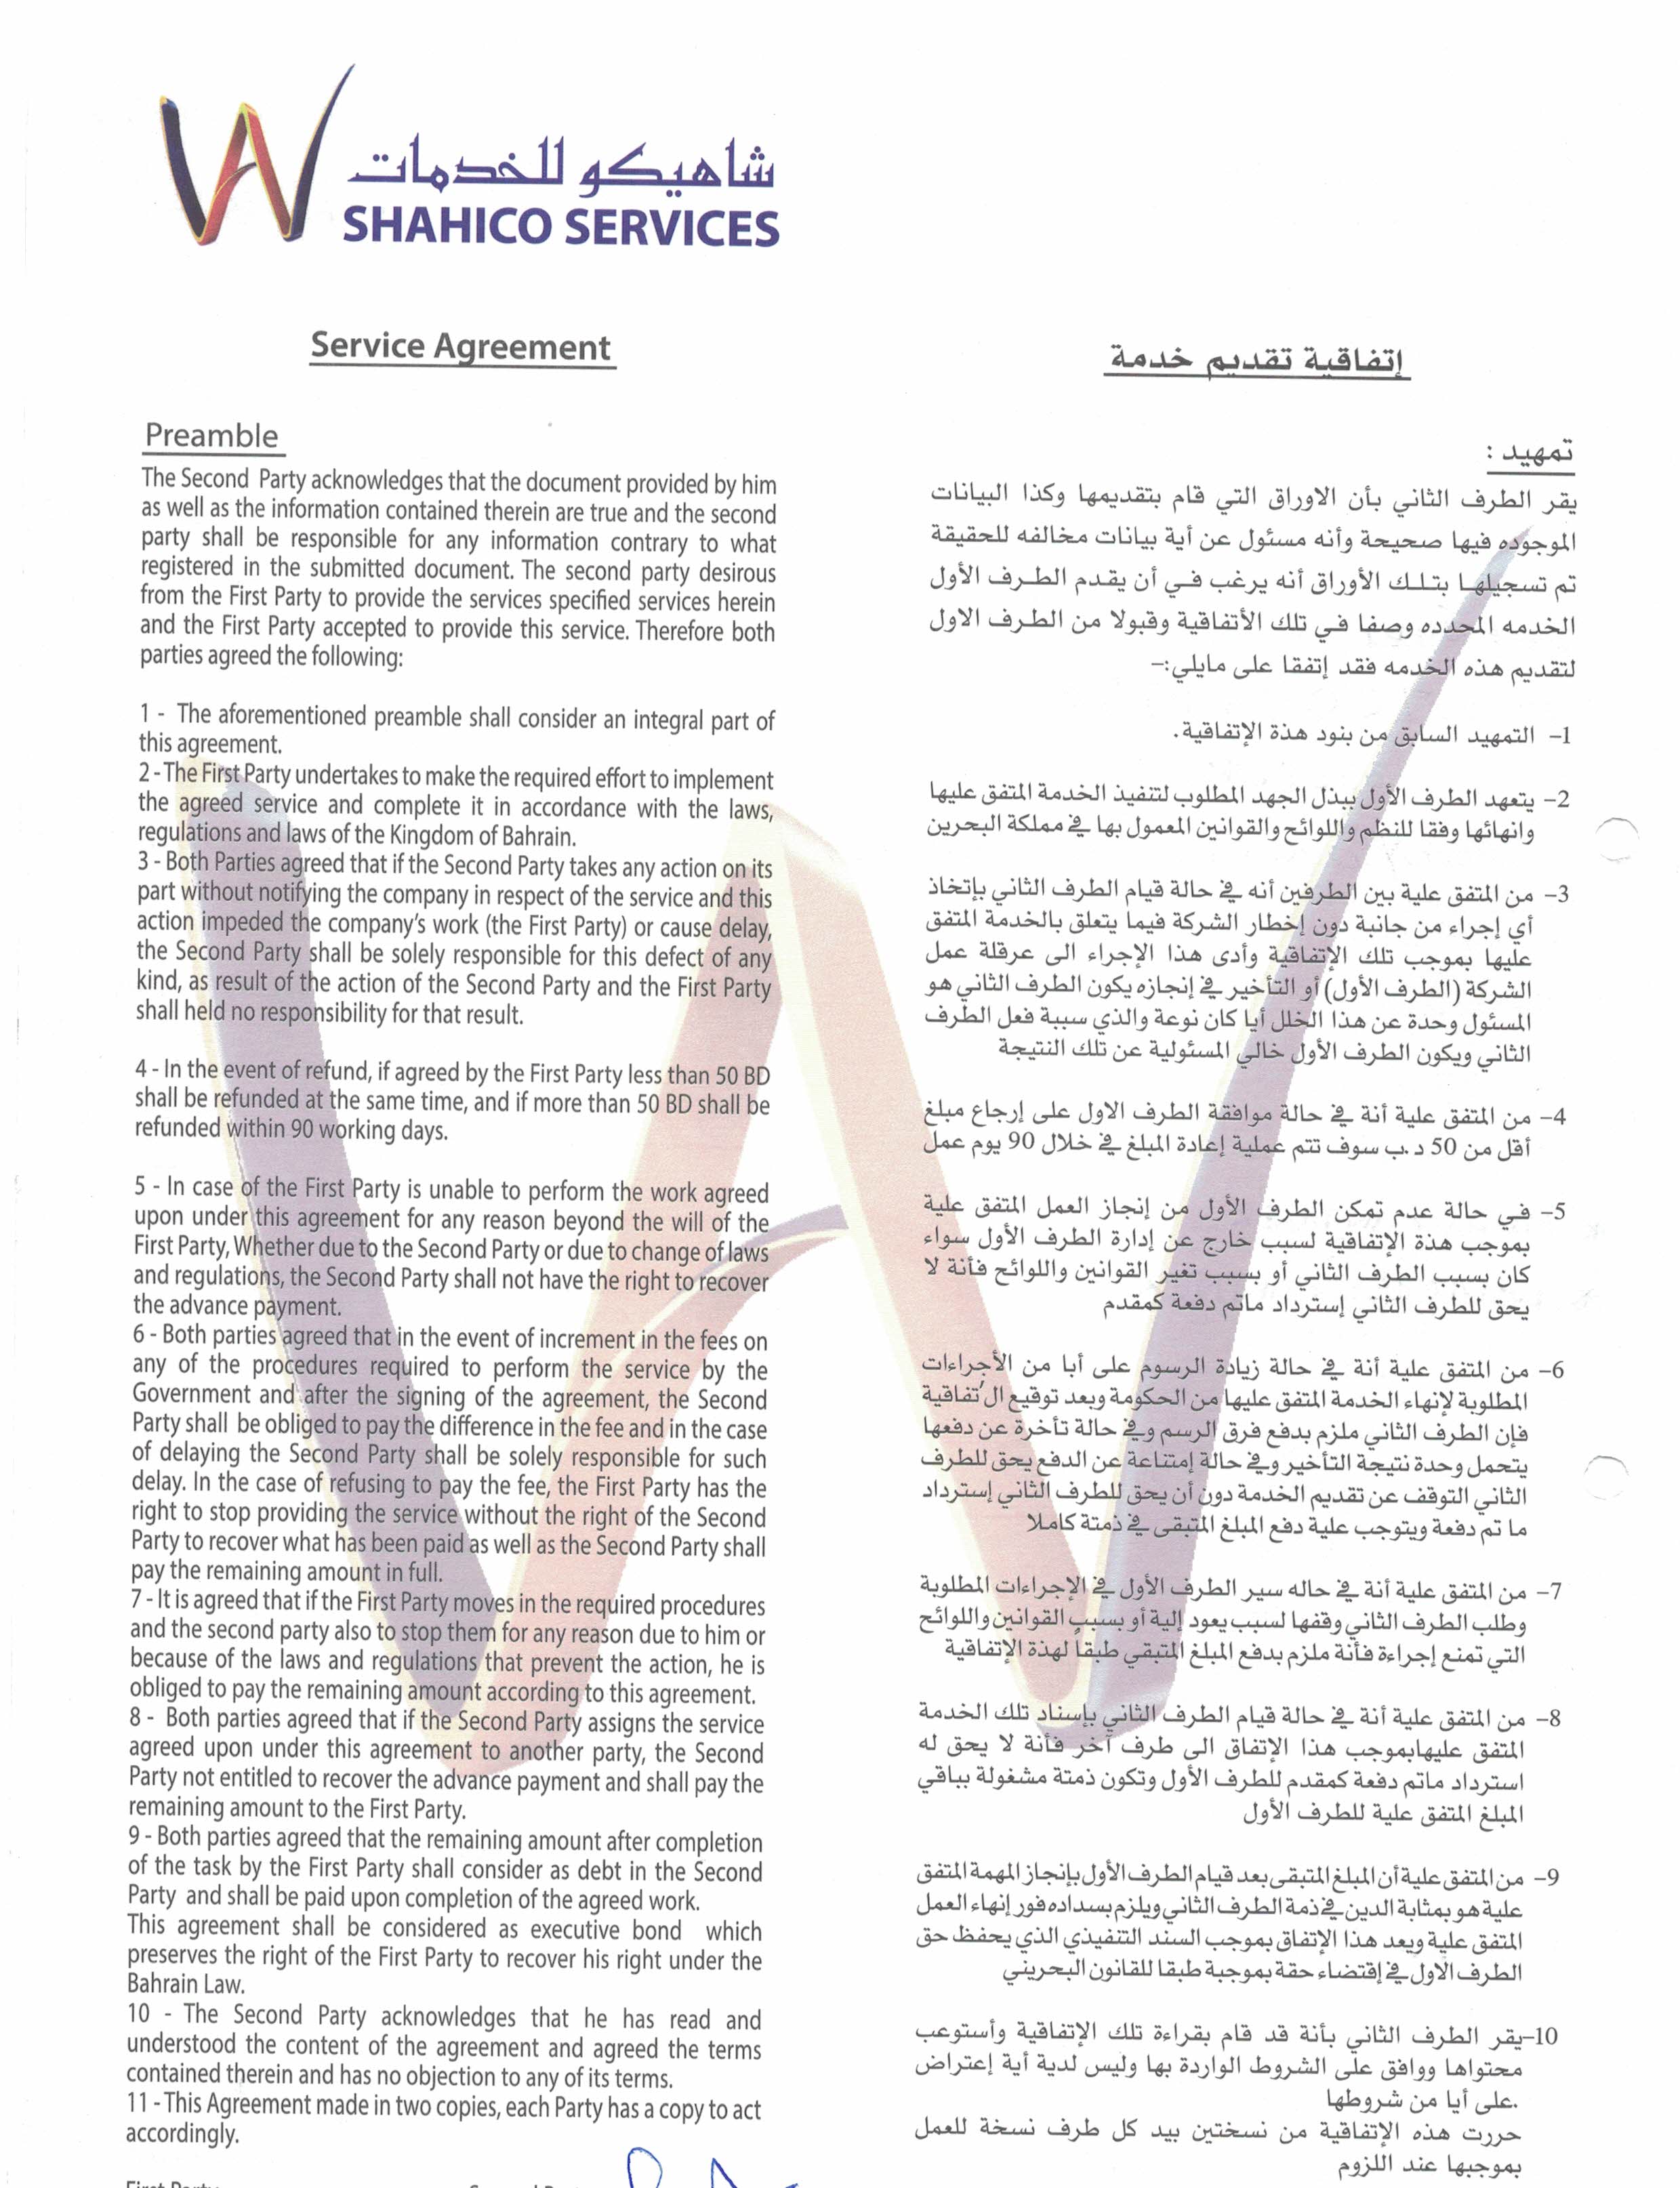 شاهيكو للخدمات
SHAHICO SERVICES
Service Agreement
Preamble
The Second Party acknowledges that the document provided by him
as well as the information contained therein are true and the second
party shall be responsible for any information contrary to what
registered in the submitted document. The second party desirous
from the First Party to provide the services specified services herein
and the First Party accepted to provide this service. Therefore both
parties agreed the following:
1 - The aforementioned preamble shall consider an integral part of
this agreement.
2 - The First Party undertakes to make the required effort to implement
the agreed service and complete it in accordance with the laws,
regulations and laws of the Kingdom of Bahrain.
3 - Both Parties agreed that if the Second Party takes any action on its
part without notifying the company in respect of the service and this
action impeded the company's work (the First Party) or cause delay,
the Second Party shall be solely responsible for this defect of any
kind, as result of the action of the Second Party and the First Party
shall held no responsibility for that result.
4 - In the event of refund, if agreed by the First Party less than 50 BD
shall be refunded at the same time, and if more than 50 BD shall be
refunded within 90 working days.
5 - In case of the First Party is unable to perform the work agreed
upon under this agreement for any reason beyond the will of the
First Party, Whether due to the Second Party or due to change of laws
and regulations, the Second Party shall not have the right to recover
the advance payment.
6 - Both parties agreed that in the event of increment in the fees on
any of the procedures required to perform the service by the
Government and after the signing of the agreement, the Second
Party shall be obliged to pay the difference in the fee and in the case
of delaying the Second Party shall be solely responsible for such
delay. In the case of refusing to pay the fee, the First Party has the
right to stop providing the service without the right of the Second
Party to recover what has been paid as well as the Second Party shall
pay the remaining amount in full.
7 - It is agreed that if the First Party moves in the required procedures
and the second party also to stop them for any reason due to him or
because of the laws and regulations that prevent the action, he is
obliged to pay the remaining amount according to this agreement.
8 - Both parties agreed that if the Second Party assigns the service
agreed upon under this agreement to another party, the Second
Party not entitled to recover the advance payment and shall pay the
remaining amount to the First Party.
9 - Both parties agreed that the remaining amount after completion
of the task by the First Party shall consider as debt in the Second
Party and shall be paid upon completion of the agreed work.
This agreement shall be considered as executive bond which
preserves the right of the First Party to recover his right under the
Bahrain Law.
10 - The Second Party acknowledges that he has read and
understood the content of the agreement and agreed the terms
contained therein and has no objection to any of its terms.
11 - This Agreement made in two copies, each Party has a copy to act
accordingly.
إتفاقية تقديم خدمة
تمهيد :
يقر الطرف الثاني بأن الاوراق التي قام بتقديمها وكذا البيانات
الموجوده فيها صحيحة وأنه مسئول عن أية بيانات مخالفه للحقيقة
تم تسجيلها بتلك الأوراق أنه يرغب في أن يقدم الطرف الأول
الخدمه المحدده وصفا في تلك الأتفاقية وقبولا من الطرف الاول
لتقديم هذه الخدمه فقد إتفقا على مايلي:-
1- التمهيد السابق من بنود هذة الإتفاقية.
2- يتعهد الطرف الأول ببذل الجهد المطلوب لتنفيذ الخدمة المتفق عليها
وانهائها وفقا للنظم واللوائح والقوانين المعمول بها في مملكة البحرين
3- من المتفق علية بين الطرفين أنه في حالة قيام الطرف الثاني بإتخاذ
أي إجراء من جانبة دون إخطار الشركة فيما يتعلق بالخدمة المتفق
عليها بموجب تلك الإتفاقية وأدى هذا الإجراء الى عرقلة عمل
الشركة (الطرف الأول) أو التأخير في إنجازه يكون الطرف الثاني هو
المسئول وحدة عن هذا الخلل أيا كان نوعة والذي سببة فعل الطرف
الثاني ويكون الطرف الأول خالي المسئولية عن تلك النتيجة
4- من المتفق علية أنة في حالة موافقة الطرف الاول على إرجاع مبلغ
أقل من 50 د.ب سوف تتم عملية إعادة المبلغ في خلال 90 يوم عمل
5- في حالة عدم تمكن الطرف الأول من إنجاز العمل المتفق علية
بموجب هذة الإتفاقية لسبب خارج عن إدارة الطرف الأول سواء
كان بسبب الطرف الثاني أو بسبب تغير القوانين واللوائح فأنة لا
يحق للطرف الثاني إسترداد ماتم دفعة كمقدم
6- من المتفق علية أنة في حالة زيادة الرسوم على أبا من الأجراءات
المطلوبة لإنهاء الخدمة المتفق عليها من الحكومة وبعد توقيع ال'تفاقية
فإن الطرف الثاني ملزم بدفع فرق الرسم وفي حالة تأخرة عن دفعها
يتحمل وحدة نتيجة التأخير وفي حالة إمتناعة عن الدفع يحق للطرف
الثاني التوقف عن تقديم الخدمة دون أن يحق للطرف الثاني إسترداد
ما تم دفعة ويتوجب علية دفع المبلغ المتبقى في ذمتة كاملا
7- من المتفق علية أنة في حاله سير الطرف الأول في الإجراءات المطلوبة
وطلب الطرف الثاني وقفها لسبب يعود إلية أو بسبب القوانين واللوائح
التي تمنع إجراءة فأنة ملزم بدفع المبلغ المتبقي طبقاً لهذة الإتفاقية
8- من المتفق علية أنة في حالة قيام الطرف الثاني بإسناد تلك الخدمة
المتفق عليهابموجب هذا الإتفاق الى طرف آخر فأنة لا يحق له
استرداد ماتم دفعة كمقدم للطرف الأول وتكون ذمتة مشغولة بباقي
المبلغ المتفق علية للطرف الأول
9- من المتفق علية أن المبلغ المتبقى بعد قيام الطرف الأول بإنجاز المهمة المتفق
علية هو بمثابة الدين في ذمة الطرف الثاني ويلزم بسداده فور إنهاء العمل
المتفق علية ويعد هذا الإتفاق بموجب السند التنفيذي الذي يحفظ حق
الطرف الاول في إقتضاء حقة بموجبة طبقا للقانون البحريني
10-يقر الطرف الثاني بأنة قد قام بقراءة تلك الإتفاقية وأستوعب
محتواها ووافق على الشروط الواردة بها وليس لدية أية إعتراض
.على أيا من شروطها
حررت هذه الإتفاقية من نسختين بيد كل طرف نسخة للعمل
بموجبها عند اللزوم